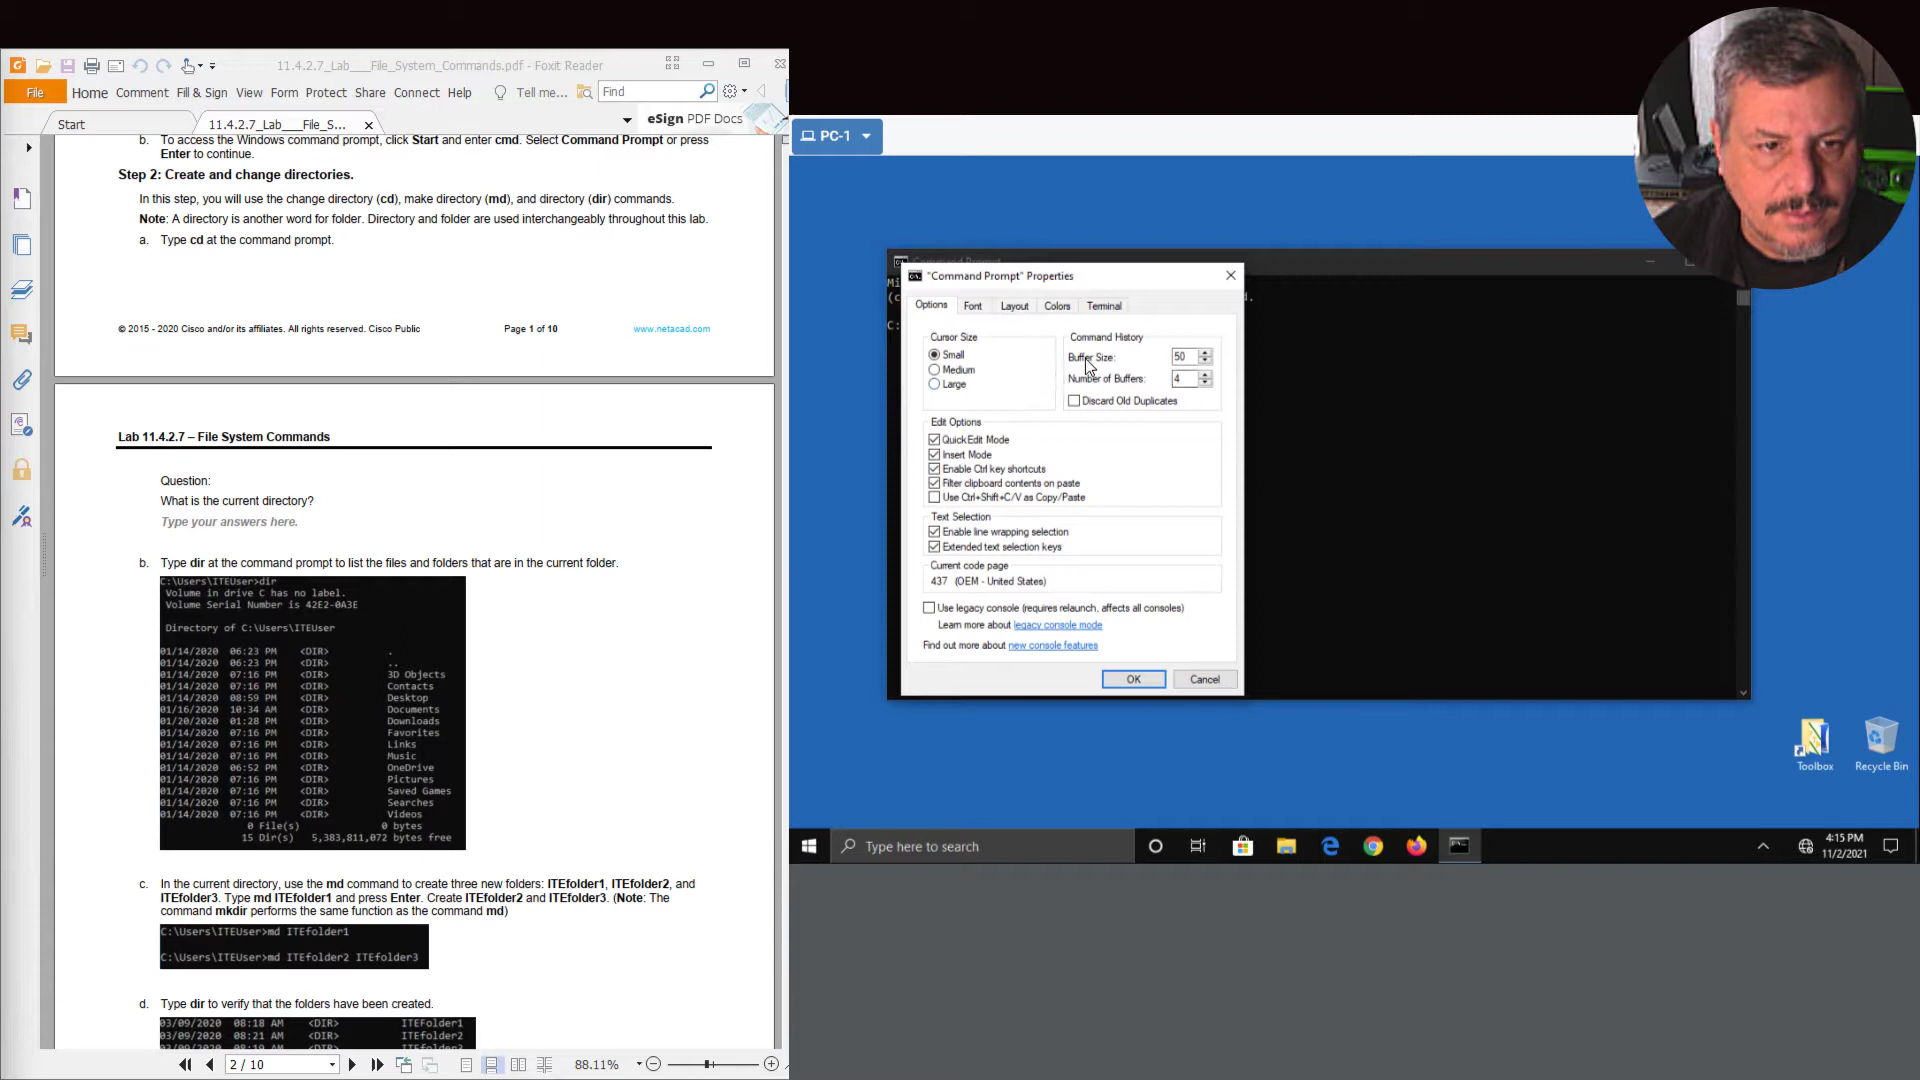 11.4.2.7_Lab___File_System_Commands.pdf - Foxit Reader
File Home Comment Fill & Sign View Form Protect Share Connect Help Tell me... Find
Start 11.4.2.7_Lab___File_S... eSign PDF Docs
b. To access the Windows command prompt, click Start and enter cmd. Select Command Prompt or press
Enter to continue.
Step 2: Create and change directories.
In this step, you will use the change directory (cd), make directory (md), and directory (dir) commands.
Note: A directory is another word for folder. Directory and folder are used interchangeably throughout this lab.
a. Type cd at the command prompt.
© 2015 - 2020 Cisco and/or its affiliates. All rights reserved. Cisco Public Page 1 of 10 www.netacad.com
Lab 11.4.2.7 – File System Commands
Question:
What is the current directory?
Type your answers here.
b. Type dir at the command prompt to list the files and folders that are in the current folder.
C:\Users\ITEUser>dir
Volume in drive C has no label.
Volume Serial Number is 42E2-0A3E
Directory of C:\Users\ITEUser
01/14/2020 06:23 PM <DIR> .
01/14/2020 06:23 PM <DIR> ..
01/14/2020 07:16 PM <DIR> 3D Objects
01/14/2020 07:16 PM <DIR> Contacts
01/14/2020 08:59 PM <DIR> Desktop
01/16/2020 10:34 AM <DIR> Documents
01/20/2020 01:28 PM <DIR> Downloads
01/14/2020 07:16 PM <DIR> Favorites
01/14/2020 07:16 PM <DIR> Links
01/14/2020 07:16 PM <DIR> Music
01/14/2020 06:52 PM <DIR> OneDrive
01/14/2020 07:16 PM <DIR> Pictures
01/14/2020 07:16 PM <DIR> Saved Games
01/14/2020 07:16 PM <DIR> Searches
01/14/2020 07:16 PM <DIR> Videos
0 File(s) 0 bytes
15 Dir(s) 5,383,811,072 bytes free
c. In the current directory, use the md command to create three new folders: ITEfolder1, ITEfolder2, and
ITEfolder3. Type md ITEfolder1 and press Enter. Create ITEfolder2 and ITEfolder3. (Note: The
command mkdir performs the same function as the command md)
C:\Users\ITEUser>md ITEfolder1
C:\Users\ITEUser>md ITEfolder2 ITEfolder3
d. Type dir to verify that the folders have been created.
03/09/2020 08:18 AM <DIR> ITEFolder1
03/09/2020 08:21 AM <DIR> ITEFolder2
2 / 10 88.11%
PC-1
Command Prompt
"Command Prompt" Properties
Options Font Layout Colors Terminal
Cursor Size
Small
Medium
Large
Command History
Buffer Size: 50
Number of Buffers: 4
Discard Old Duplicates
Edit Options
QuickEdit Mode
Insert Mode
Enable Ctrl key shortcuts
Filter clipboard contents on paste
Use Ctrl+Shift+C/V as Copy/Paste
Text Selection
Enable line wrapping selection
Extended text selection keys
Current code page
437 (OEM - United States)
Use legacy console (requires relaunch, affects all consoles)
Learn more about legacy console mode
Find out more about new console features
OK Cancel
Mi
(c d.
C:
Toolbox Recycle Bin
Type here to search
4:15 PM
11/2/2021